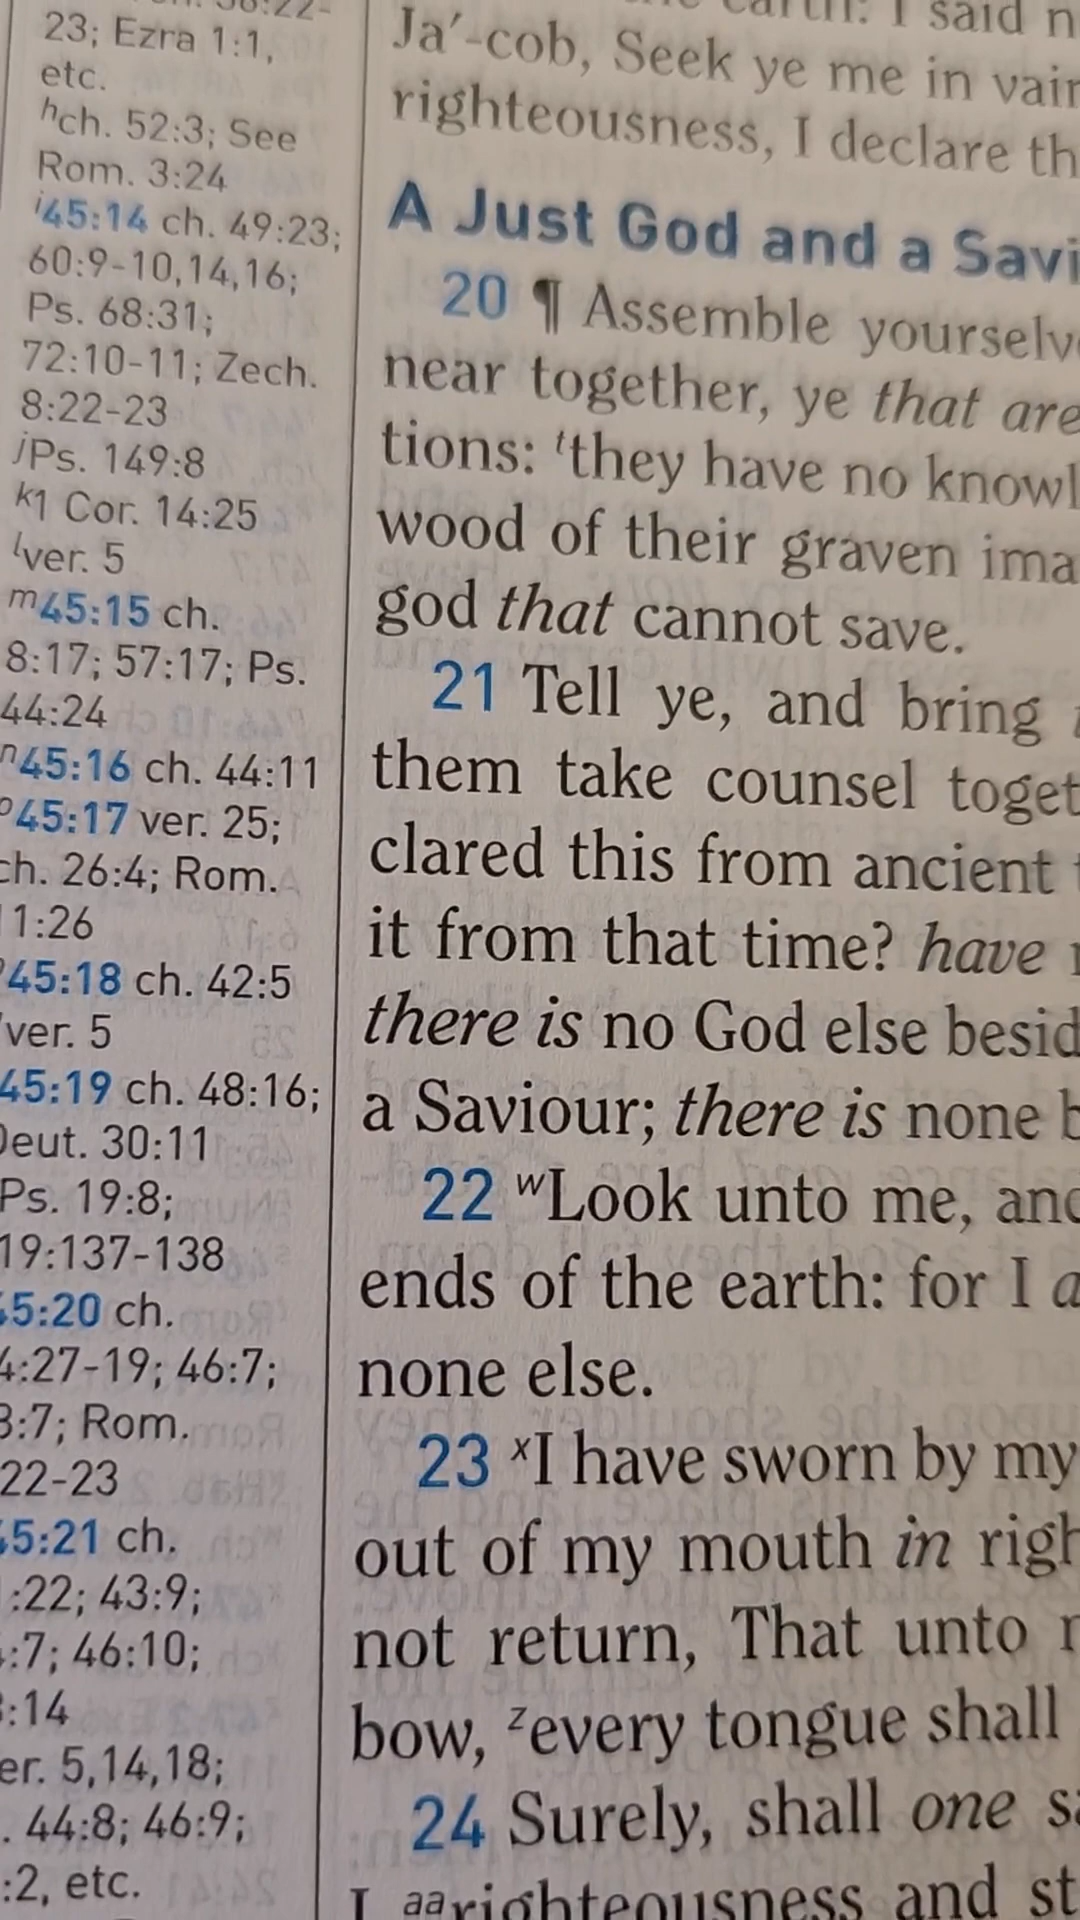 23; Ezra 1:1,
etc.
hch. 52:3; See
Rom. 3:24
i45:14 ch. 49:23;
60:9-10,14,16;
Ps. 68:31;
72:10-11; Zech.
8:22-23
jPs. 149:8
k1 Cor. 14:25
lver. 5
m45:15 ch.
8:17; 57:17; Ps.
44:24
n45:16 ch. 44:11
o45:17 ver. 25;
ch. 26:4; Rom.
11:26
45:18 ch. 42:5
ver. 5
45:19 ch. 48:16;
Deut. 30:11
Ps. 19:8;
19:137-138
45:20 ch.
4:27-19; 46:7;
3:7; Rom.
22-23
45:21 ch.
:22; 43:9;
:7; 46:10;
:14
er. 5,14,18;
. 44:8; 46:9;
:2, etc.
I said n
Ja′-cob, Seek ye me in vain
righteousness, I declare th
A Just God and a Savi
20 ¶ Assemble yourselve
near together, ye that are
tions: tthey have no knowl
wood of their graven ima
god that cannot save.
21 Tell ye, and bring
them take counsel toget
clared this from ancient
it from that time? have
there is no God else besid
a Saviour; there is none b
22 wLook unto me, and
ends of the earth: for I a
none else.
23 xI have sworn by my
out of my mouth in righ
not return, That unto
bow, zevery tongue shall
24 Surely, shall one sa
I aarighteousness and st